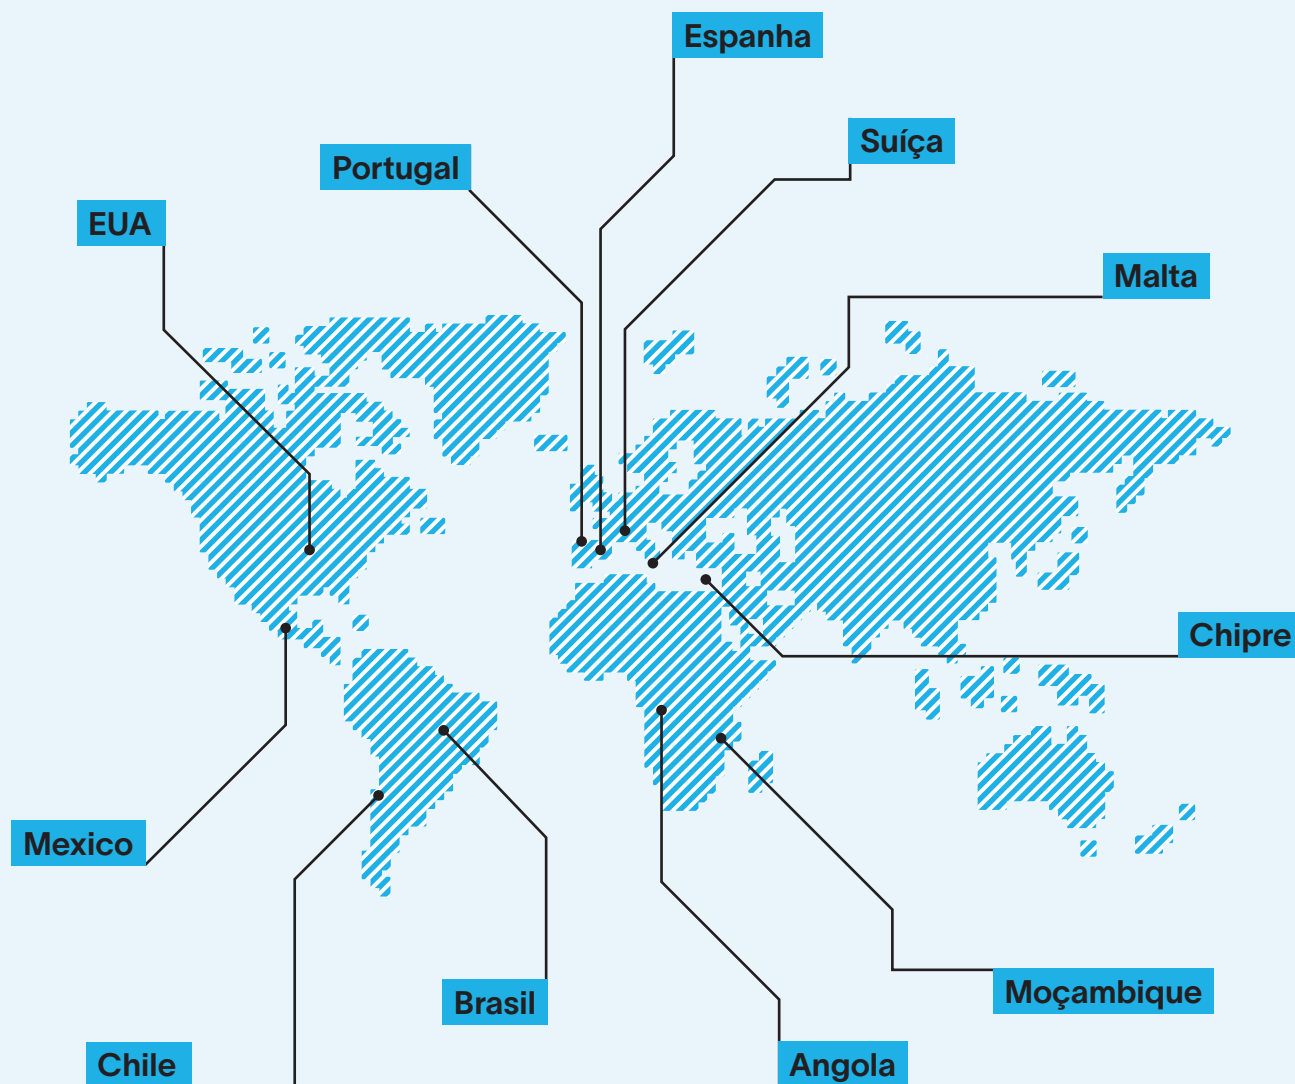 Espanha
Suíça
Portugal
EUA
Malta
Chipre
Mexico
Brasil
Moçambique
Chile
Angola